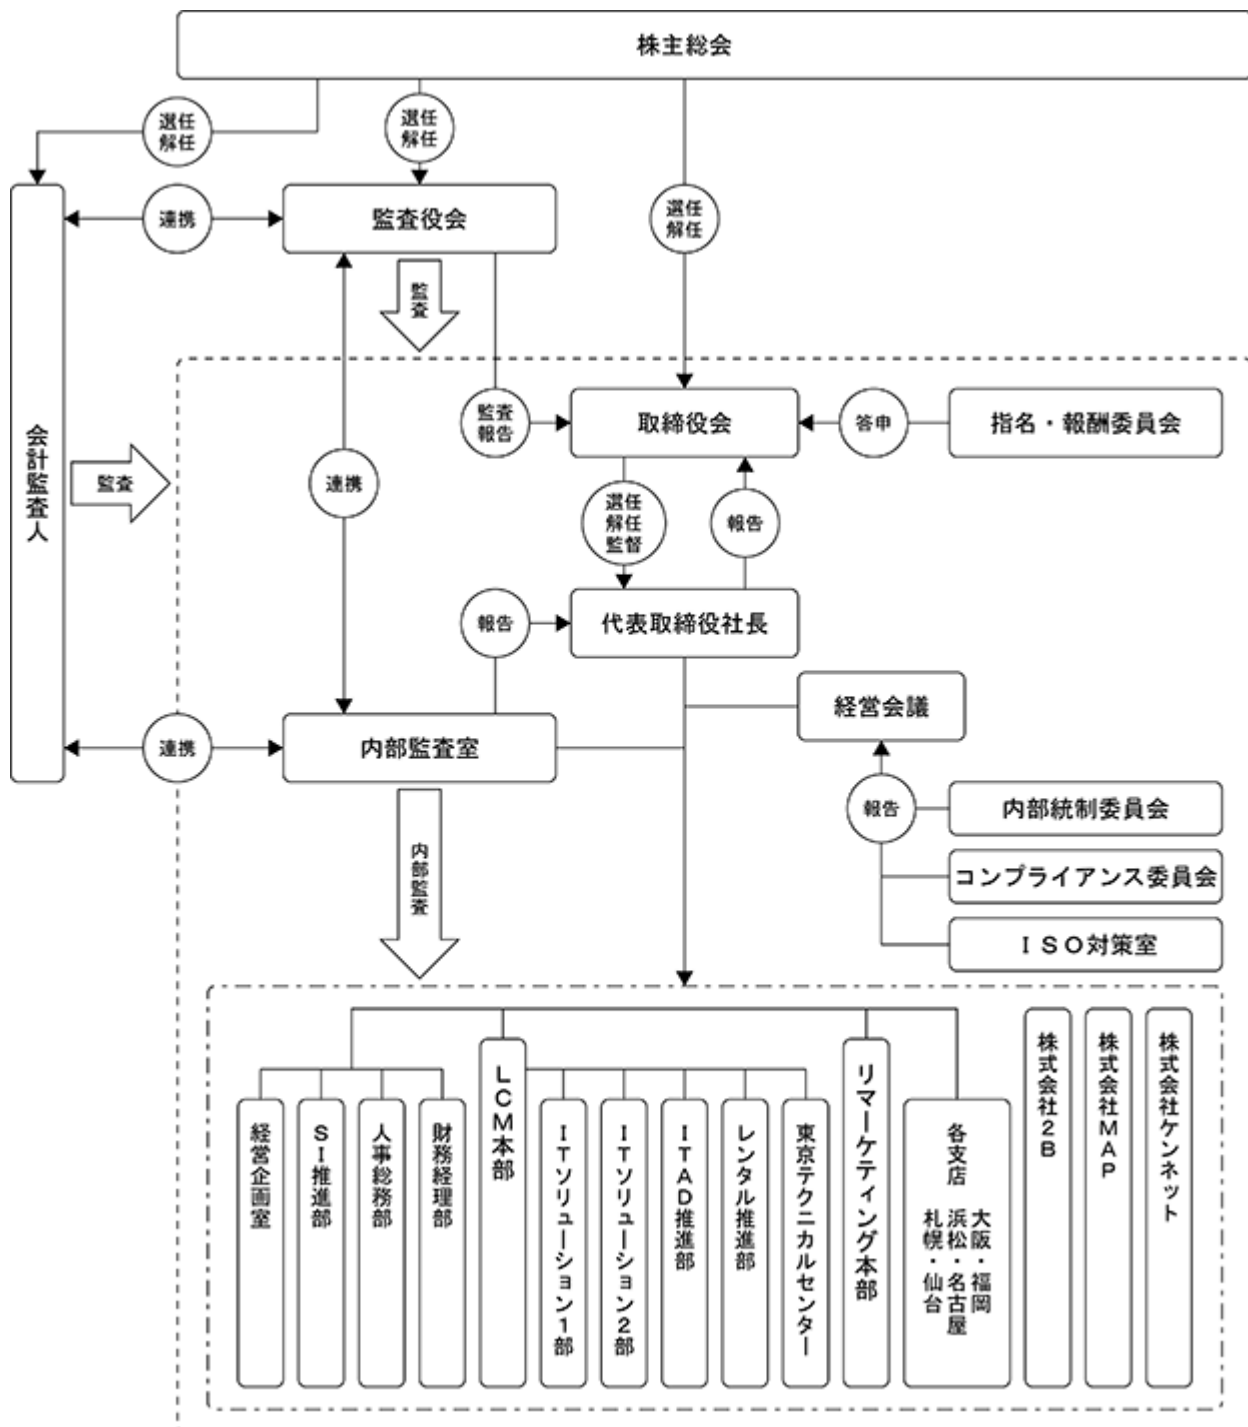 株主総会
選任
解任
選任
解任
選任
解任
連携
監査役会
監査
会計監査人
監査
連携
監査
報告
取締役会
答申
指名・報酬委員会
選任
解任
監督
報告
報告
代表取締役社長
経営会議
連携
内部監査室
報告
内部統制委員会
コンプライアンス委員会
ISO対策室
内部監査
経営企画室
SI推進部
人事総務部
財務経理部
LCM本部
ITソリューション1部
ITソリューション2部
ITAD推進部
レンタル推進部
東京テクニカルセンター
リマーケティング本部
各支店
大阪・福岡
浜松・名古屋
札幌・仙台
株式会社2B
株式会社MAP
株式会社ケンネット